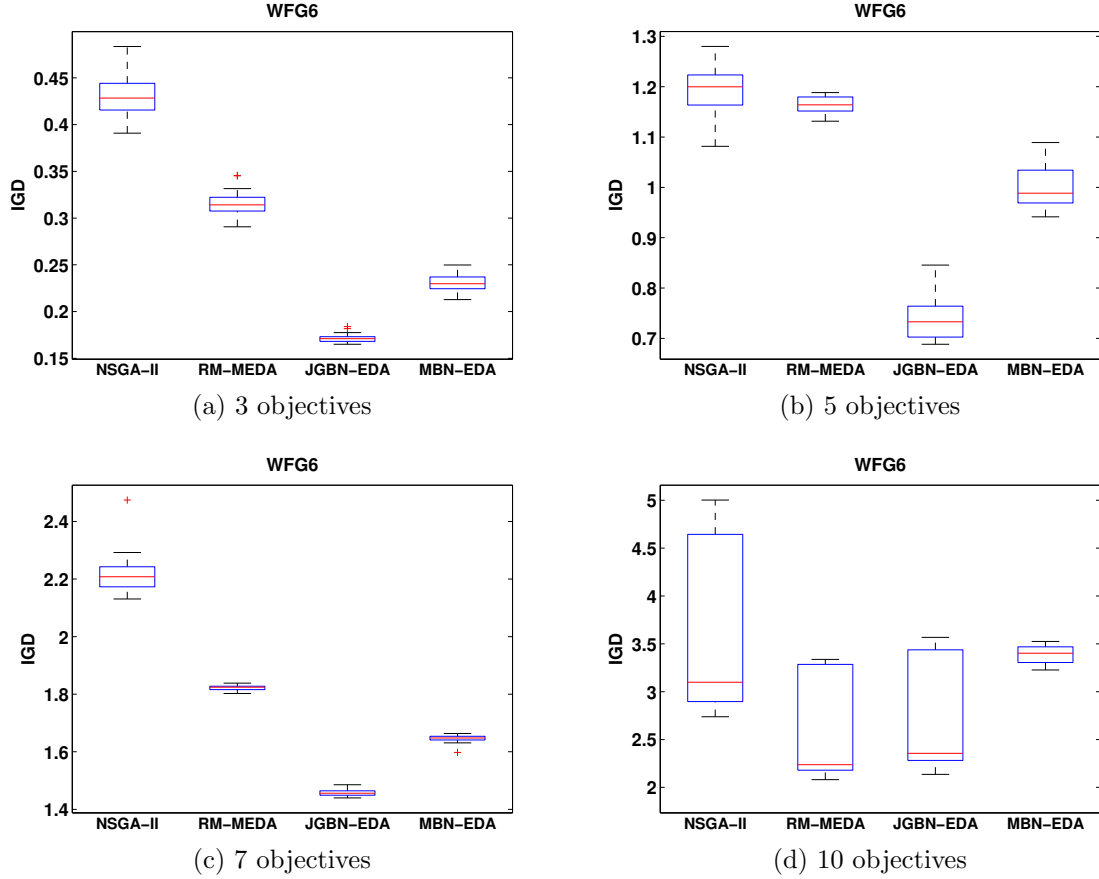 WFG6
IGD
0.45
0.4
0.35
0.3
0.25
0.2
0.15
NSGA-II RM-MEDA JGBN-EDA MBN-EDA
(a) 3 objectives
WFG6
IGD
1.3
1.2
1.1
1
0.9
0.8
0.7
NSGA-II RM-MEDA JGBN-EDA MBN-EDA
(b) 5 objectives
WFG6
IGD
2.4
2.2
2
1.8
1.6
1.4
NSGA-II RM-MEDA JGBN-EDA MBN-EDA
(c) 7 objectives
WFG6
IGD
5
4.5
4
3.5
3
2.5
2
NSGA-II RM-MEDA JGBN-EDA MBN-EDA
(d) 10 objectives